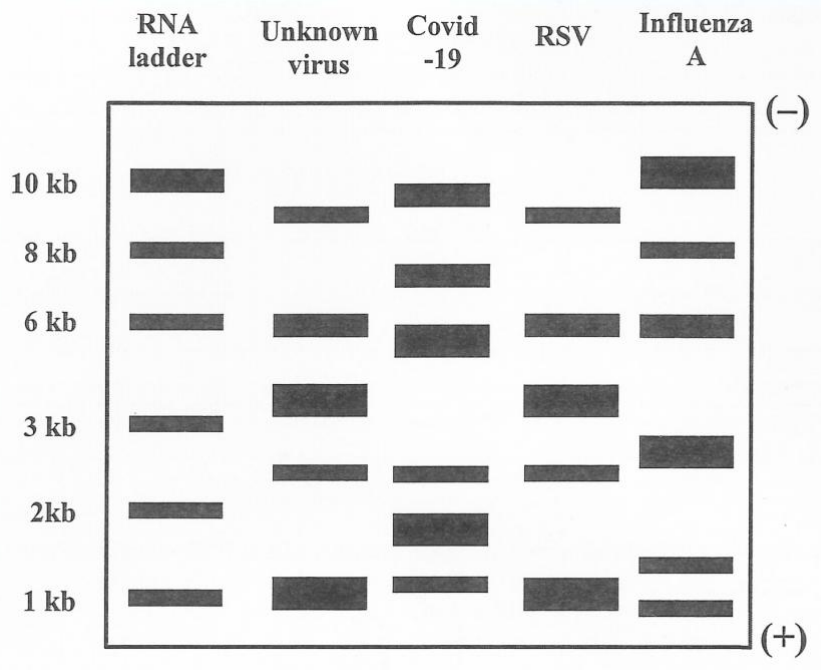 RNA
ladder
Unknown
virus
Covid
-19
RSV
Influenza
A
(–)
10 kb
8 kb
6 kb
3 kb
2kb
1 kb
(+)